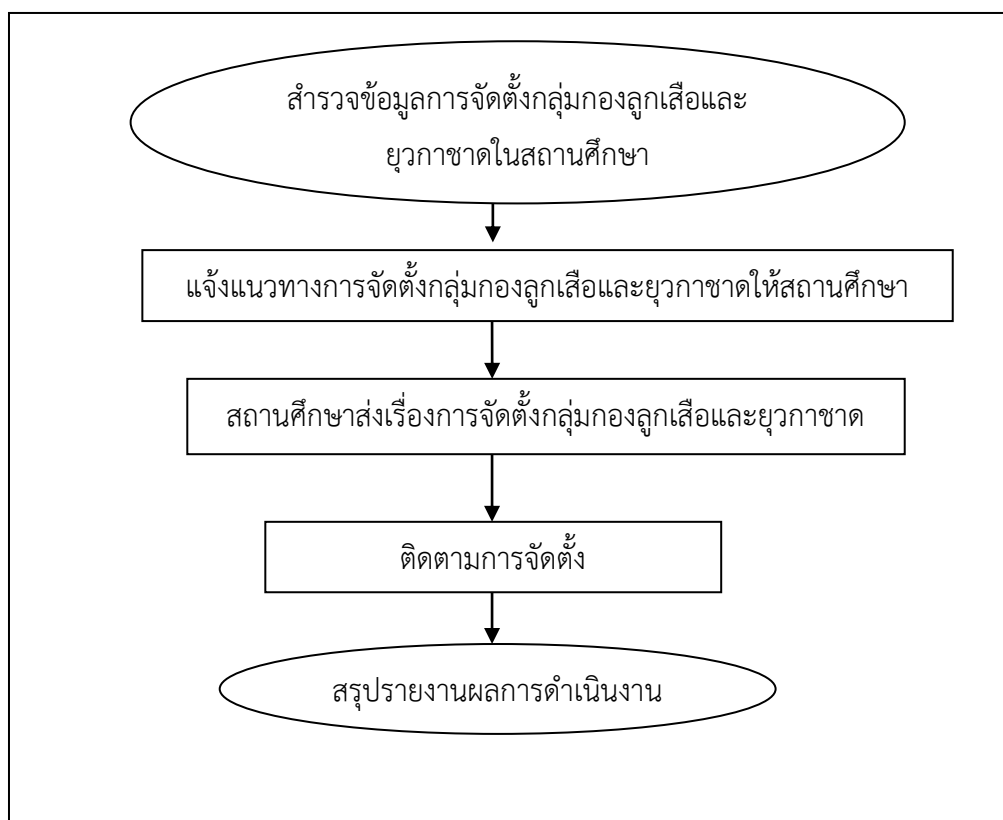 สำรวจข้อมูลการจัดตั้งกลุ่มกองลูกเสือและ
ยุวกาชาดในสถานศึกษา
แจ้งแนวทางการจัดตั้งกลุ่มกองลูกเสือและยุวกาชาดให้สถานศึกษา
สถานศึกษาส่งเรื่องการจัดตั้งกลุ่มกองลูกเสือและยุวกาชาด
ติดตามการจัดตั้ง
สรุปรายงานผลการดำเนินงาน